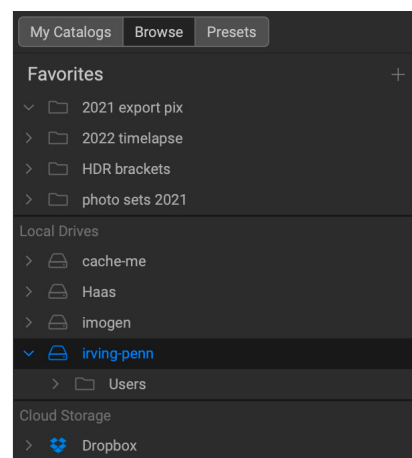 My Catalogs Browse Presets
Favorites
2021 export pix
2022 timelapse
HDR brackets
photo sets 2021
Local Drives
cache-me
Haas
imogen
irving-penn
Users
Cloud Storage
Dropbox